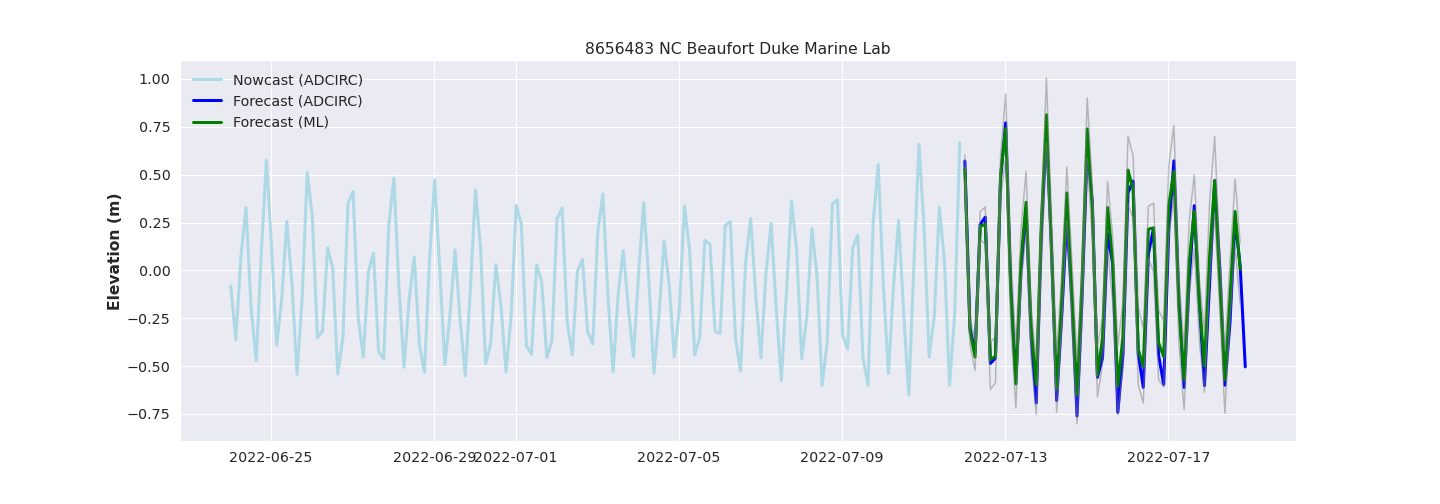 8656483 NC Beaufort Duke Marine Lab
Nowcast (ADCIRC)
Forecast (ADCIRC)
Forecast (ML)
Elevation (m)
1.00
0.75
0.50
0.25
0.00
−0.25
−0.50
−0.75
2022-06-25 2022-06-29 2022-07-01 2022-07-05 2022-07-09 2022-07-13 2022-07-17